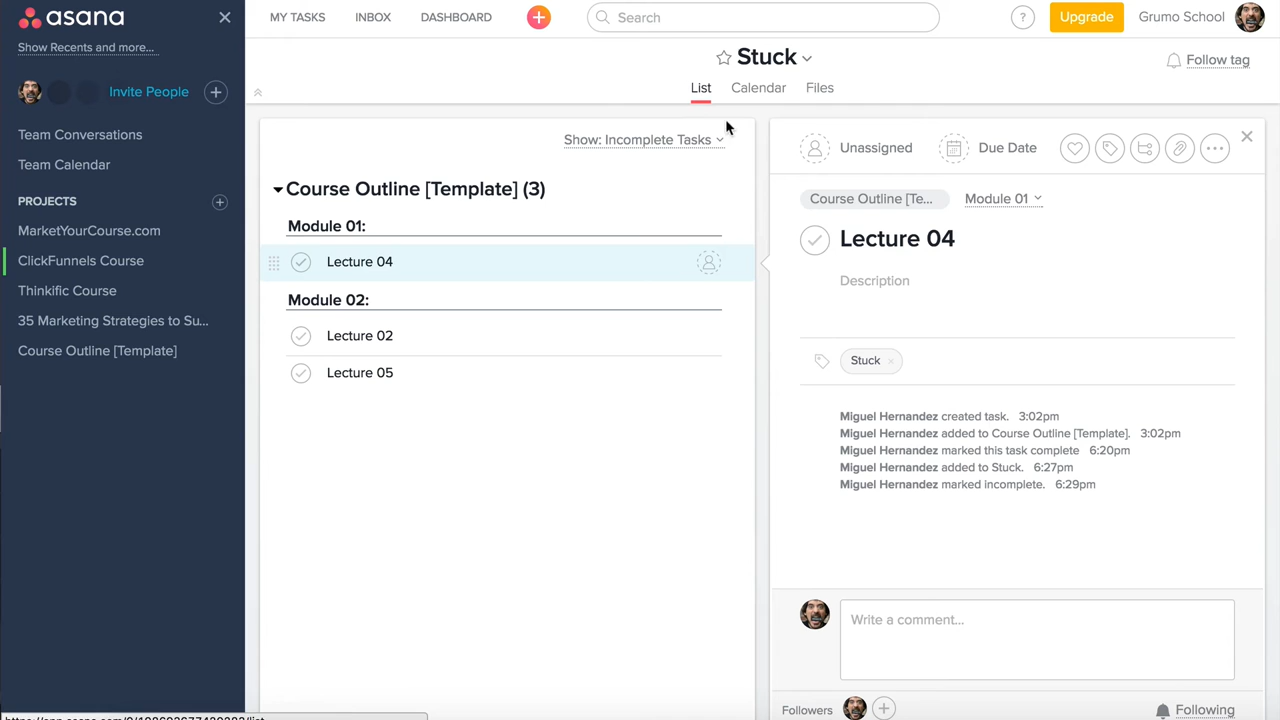 asana
Show Recents and more...
Invite People
Team Conversations
Team Calendar
PROJECTS
MarketYourCourse.com
ClickFunnels Course
Thinkific Course
35 Marketing Strategies to Su...
Course Outline [Template]
MY TASKS
INBOX
DASHBOARD
Search
?
Upgrade
Grumo School
Stuck
Follow tag
List
Calendar
Files
Show: Incomplete Tasks
Course Outline [Template] (3)
Module 01:
Lecture 04
Module 02:
Lecture 02
Lecture 05
Unassigned
Due Date
Course Outline [Te...
Module 01
Lecture 04
Description
Stuck
Miguel Hernandez created task. 3:02pm
Miguel Hernandez added to Course Outline [Template]. 3:02pm
Miguel Hernandez marked this task complete 6:20pm
Miguel Hernandez added to Stuck. 6:27pm
Miguel Hernandez marked incomplete. 6:29pm
Write a comment...
Followers
Following